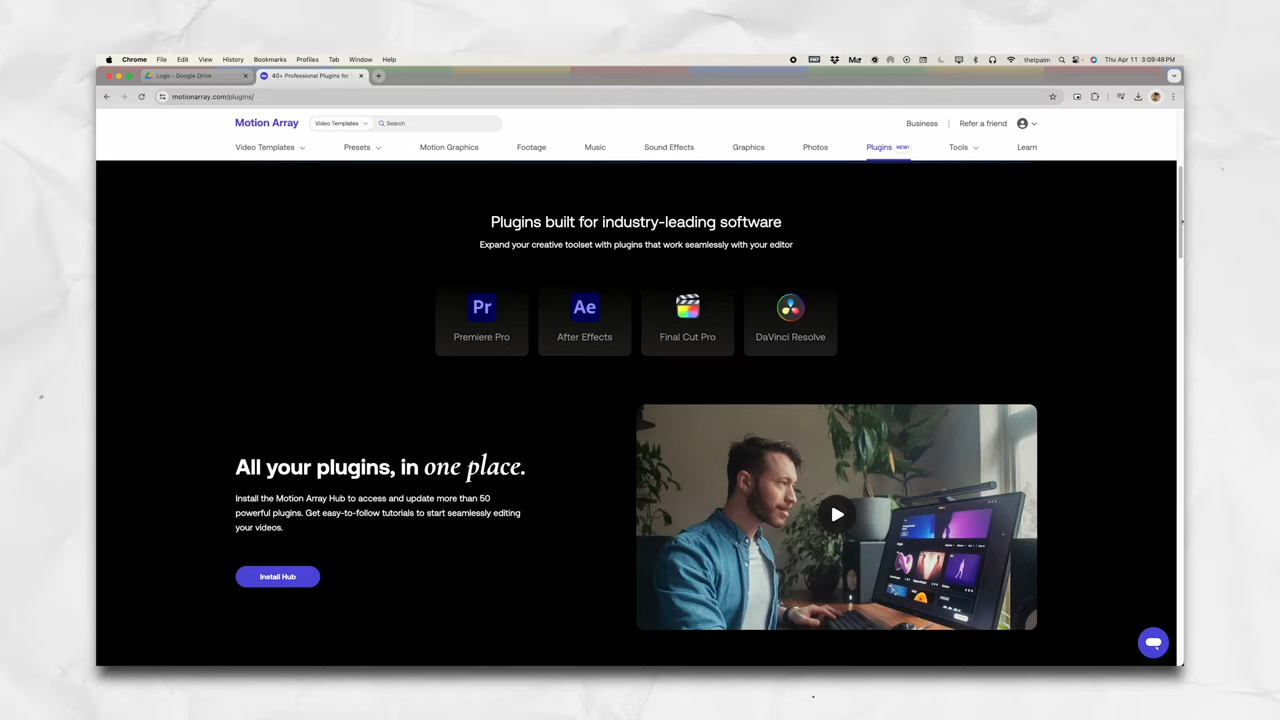 Chrome File Edit View History Bookmarks Profiles Tab Window Help
thetpalm Thu Apr 11 3:09:48 PM
Logo - Google Drive
40+ Professional Plugins for
motionarray.com/plugins/
Motion Array Video Templates Search Business Refer a friend
Video Templates Presets Motion Graphics Footage Music Sound Effects Graphics Photos Plugins NEW! Tools Learn
Plugins built for industry-leading software
Expand your creative toolset with plugins that work seamlessly with your editor
Pr Ae
Premiere Pro After Effects Final Cut Pro DaVinci Resolve
All your plugins, in one place.
Install the Motion Array Hub to access and update more than 50
powerful plugins. Get easy-to-follow tutorials to start seamlessly editing
your videos.
Install Hub